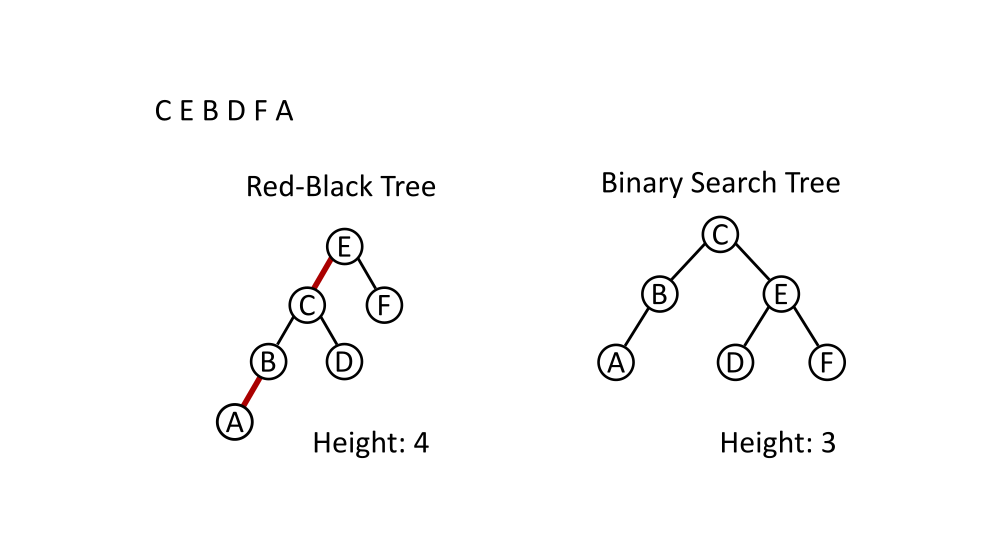 C E B D F A
Red-Black Tree
E
C F
B D
A
Height: 4
Binary Search Tree
C
B E
A D F
Height: 3